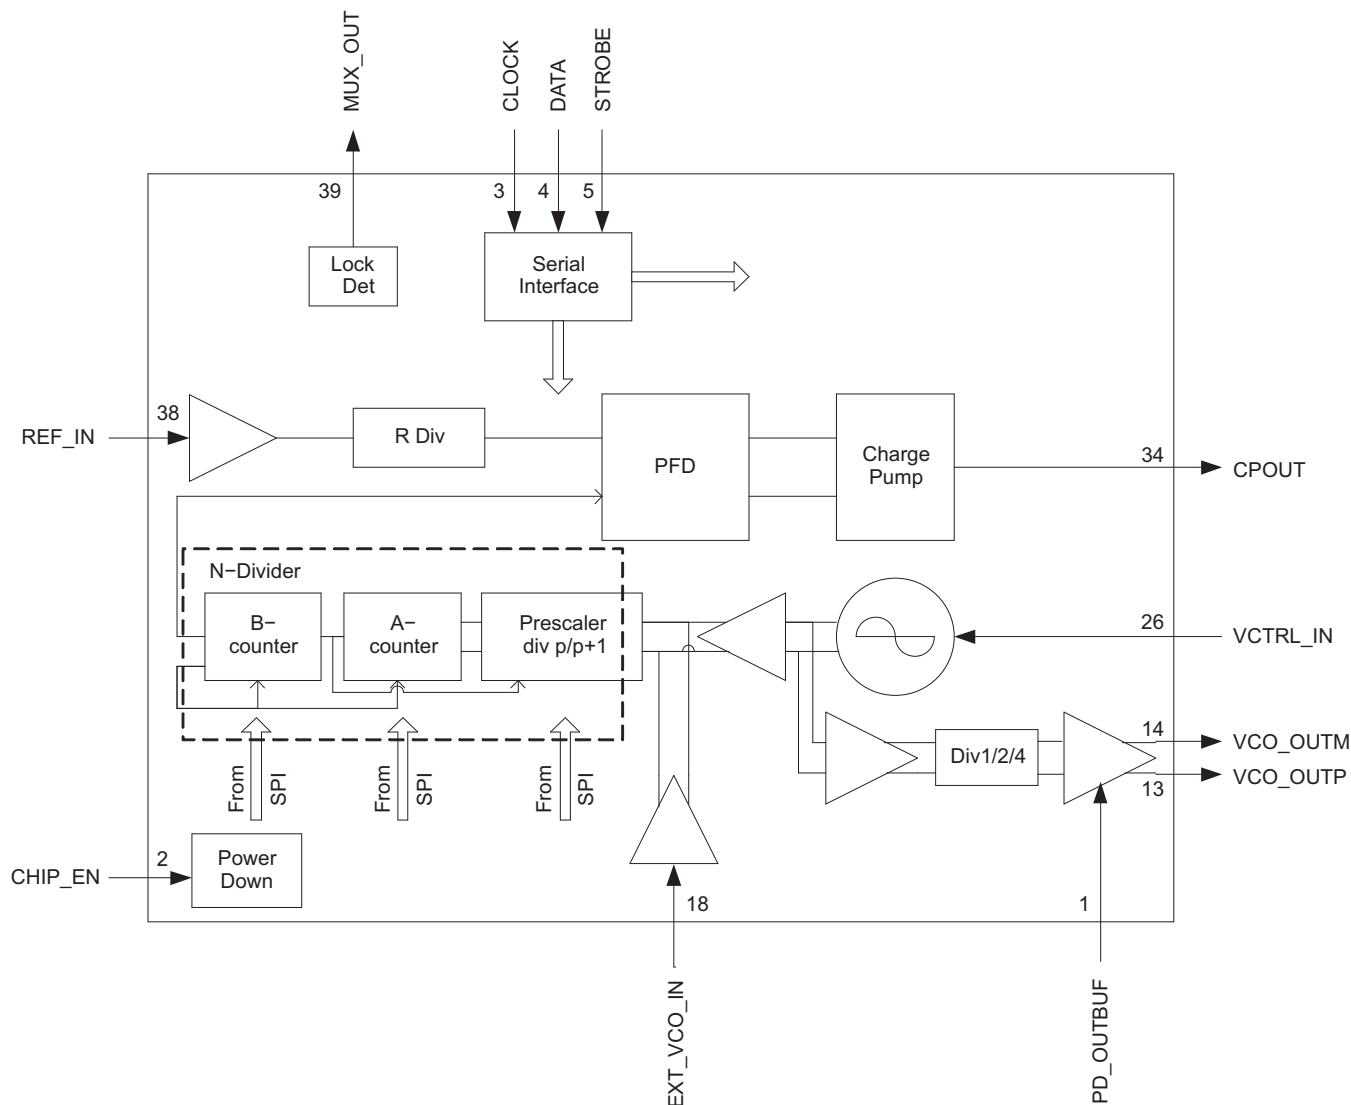 MUX_OUT
CLOCK
DATA
STROBE
39
3
4
5
Lock
Det
Serial
Interface
REF_IN
38
R Div
PFD
Charge
Pump
34
CPOUT
N−Divider
B−
counter
A−
counter
Prescaler
div p/p+1
26
VCTRL_IN
From
SPI
From
SPI
From
SPI
Div1/2/4
14
VCO_OUTM
VCO_OUTP
13
CHIP_EN
2
Power
Down
18
1
EXT_VCO_IN
PD_OUTBUF